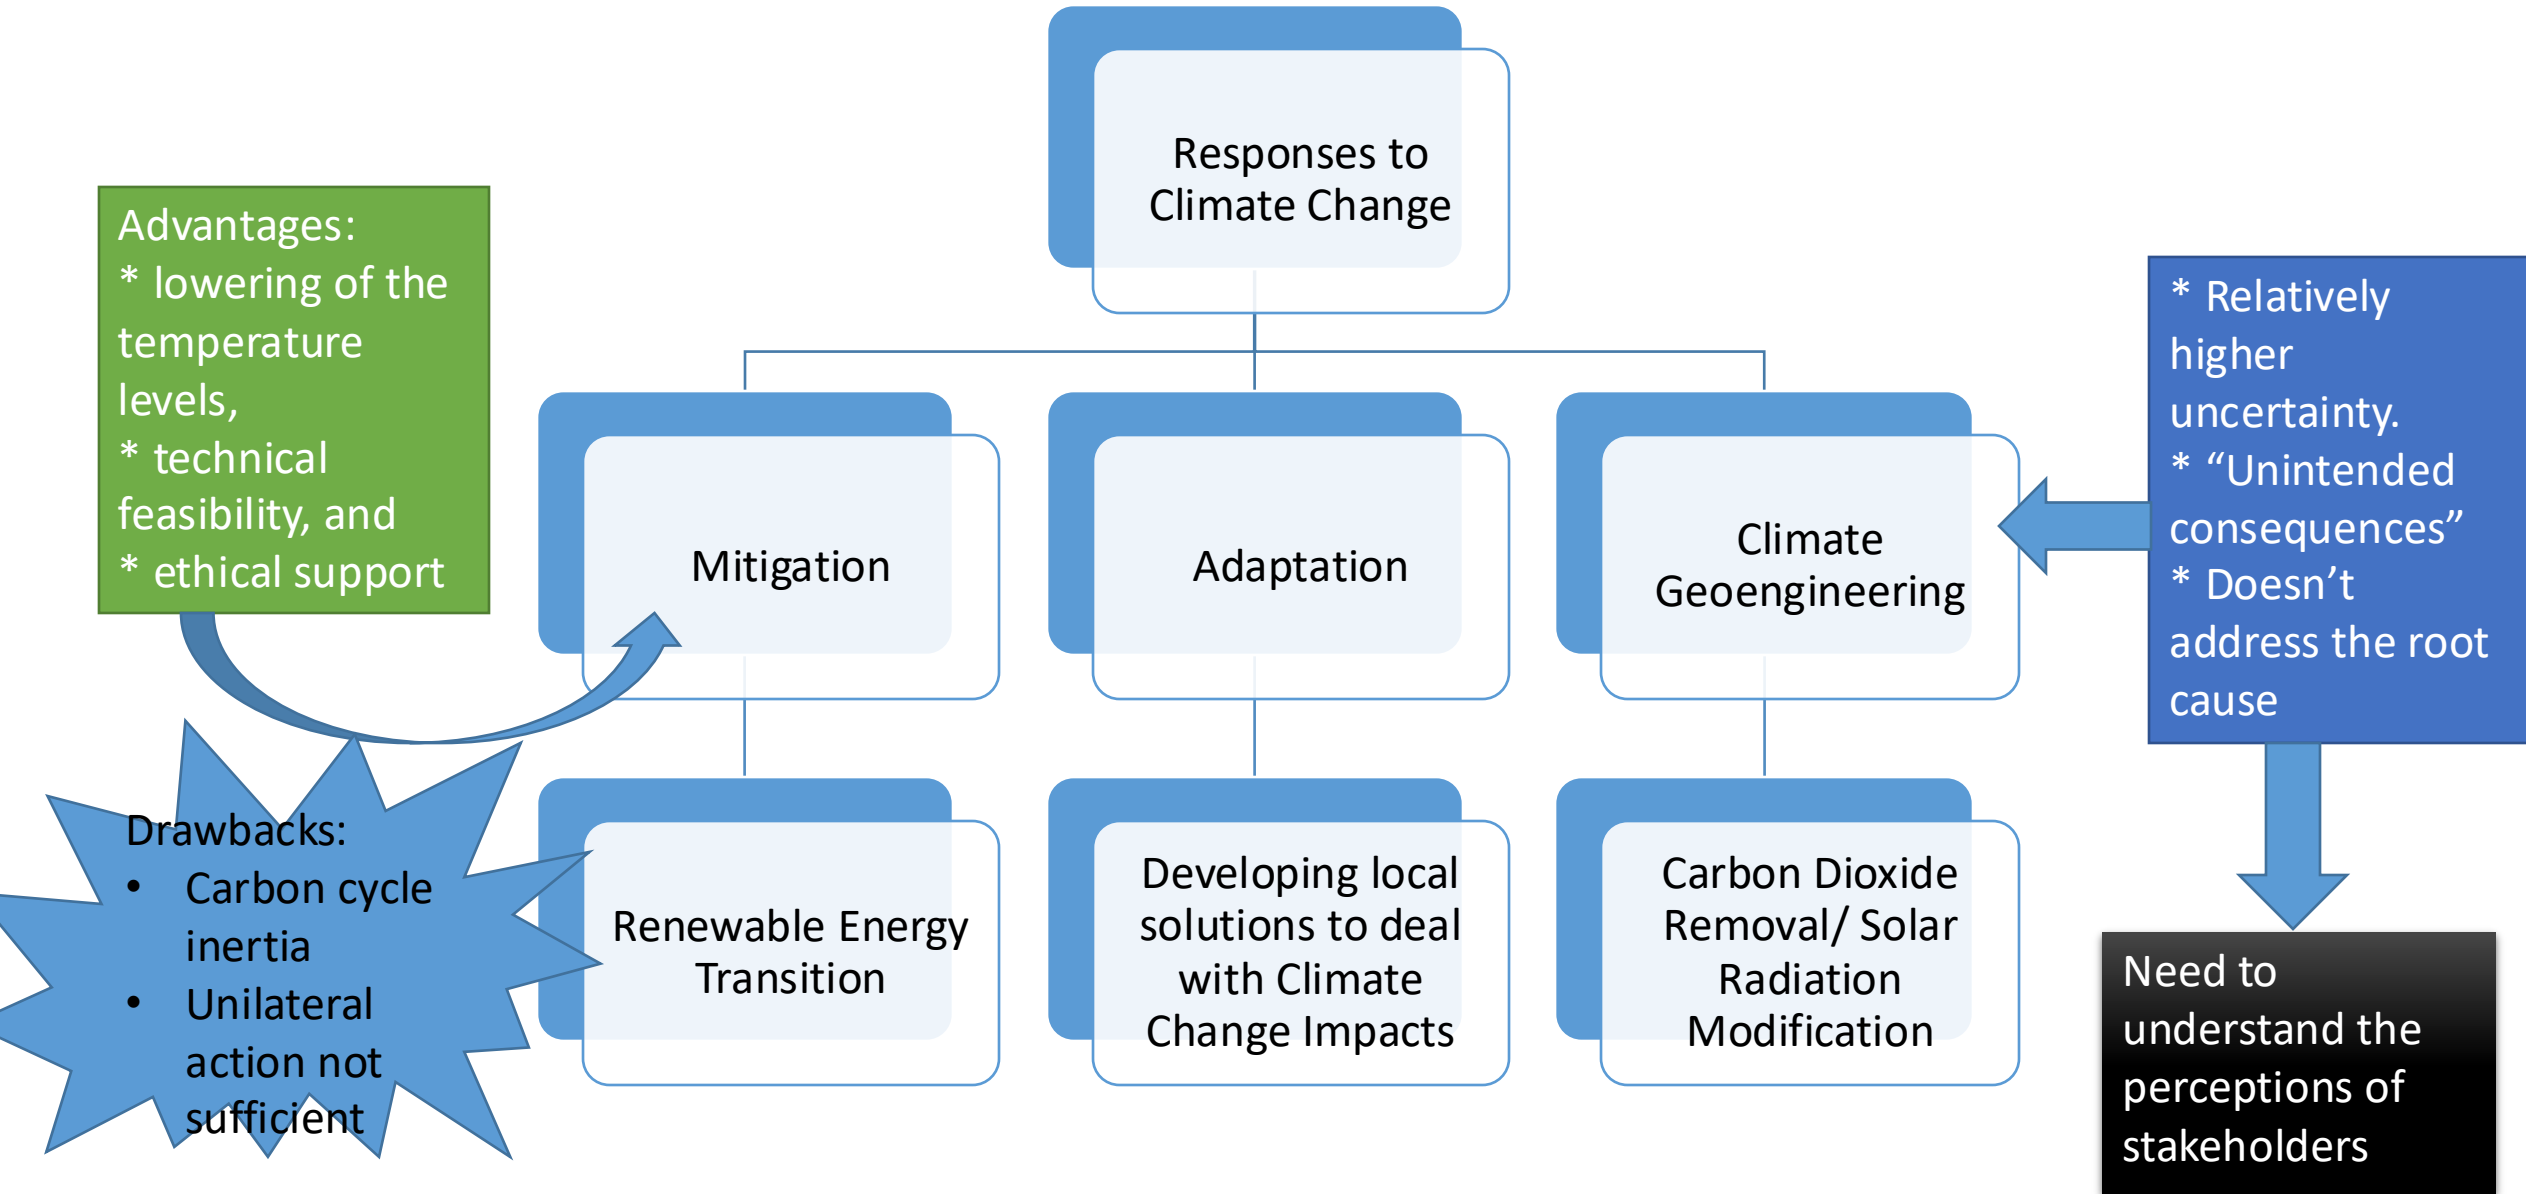 Responses to
Climate Change
Advantages:
* lowering of the
temperature
levels,
* technical
feasibility, and
* ethical support
* Relatively
higher
uncertainty.
* “Unintended
consequences”
* Doesn’t
address the root
cause
Mitigation
Adaptation
Climate
Geoengineering
Drawbacks:
• Carbon cycle
inertia
• Unilateral
action not
sufficient
Renewable Energy
Transition
Developing local
solutions to deal
with Climate
Change Impacts
Carbon Dioxide
Removal/ Solar
Radiation
Modification
Need to
understand the
perceptions of
stakeholders